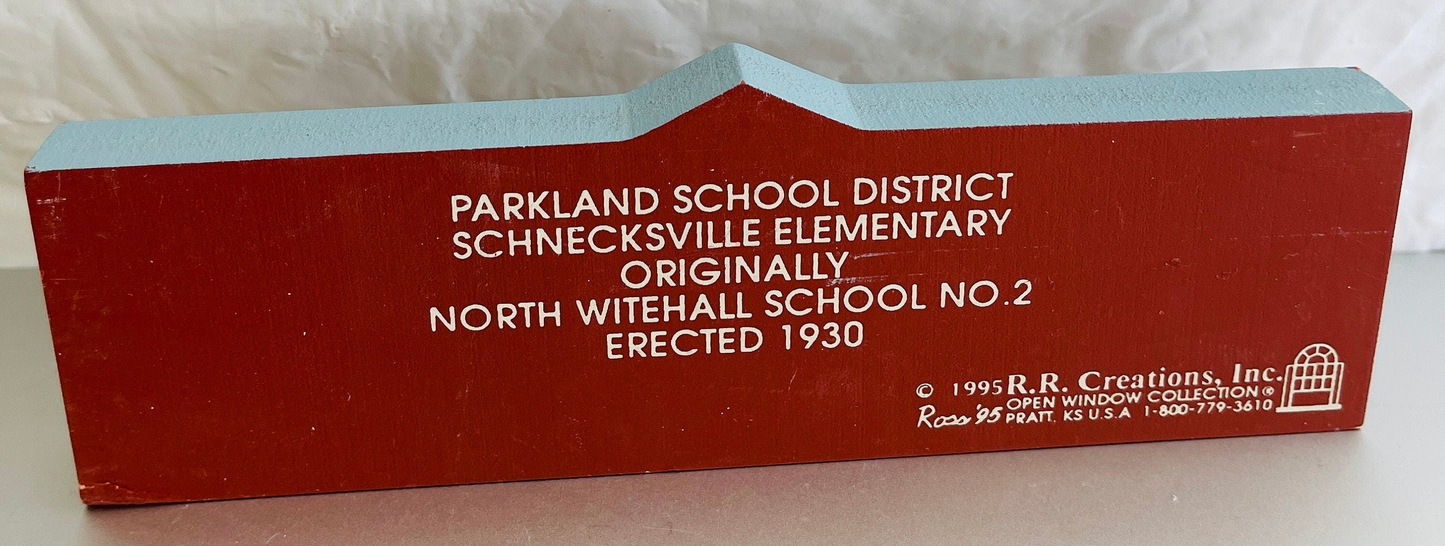 PARKLAND SCHOOL DISTRICT
SCHNECKSVILLE ELEMENTARY
ORIGINALLY
NORTH WITEHALL SCHOOL NO.2
ERECTED 1930
© 1995 R.R. Creations, Inc.
OPEN WINDOW COLLECTION®
Ross '95 PRATT, KS U.S.A 1-800-779-3610